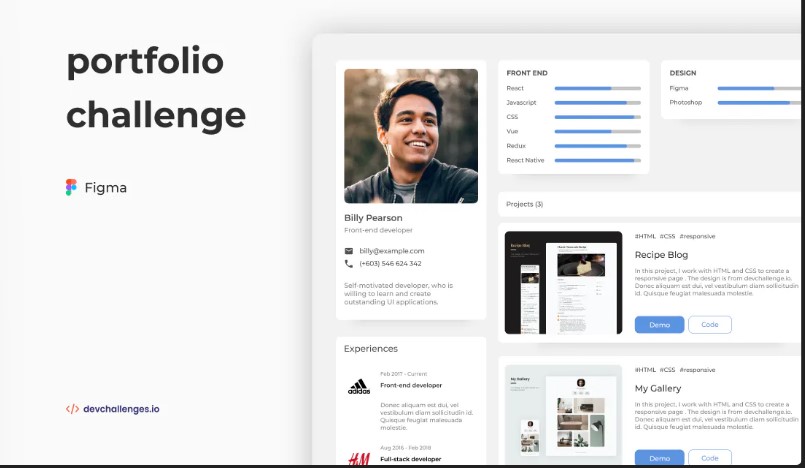 portfolio
challenge
Figma
devchallenges.io
Billy Pearson
Front-end developer
billy@example.com
(+603) 546 624 342
Self-motivated developer, who is
willing to learn and create
outstanding UI applications.
Experiences
adidas
Feb 2017 - Current
Front-end developer
Donec aliquam est dui, vel
vestibulum diam sollicitudin id.
Quisque feugiat malesuada
molestie.
H&M
Aug 2016 - Feb 2018
Full-stack developer
FRONT END
React
Javascript
CSS
Vue
Redux
React Native
DESIGN
Figma
Photoshop
Projects (3)
#HTML #CSS #responsive
Recipe Blog
In this project, I work with HTML and CSS to create a
responsive page . The design is from devchallenge.io.
Donec aliquam est dui, vel vestibulum diam sollicitudin
id. Quisque feugiat malesuada molestie.
Demo
Code
My Gallery
#HTML #CSS #responsive
My Gallery
In this project, I work with HTML and CSS to create a
responsive page . The design is from devchallenge.io.
Donec aliquam est dui, vel vestibulum diam sollicitudin
id. Quisque feugiat malesuada molestie.
Demo
Code